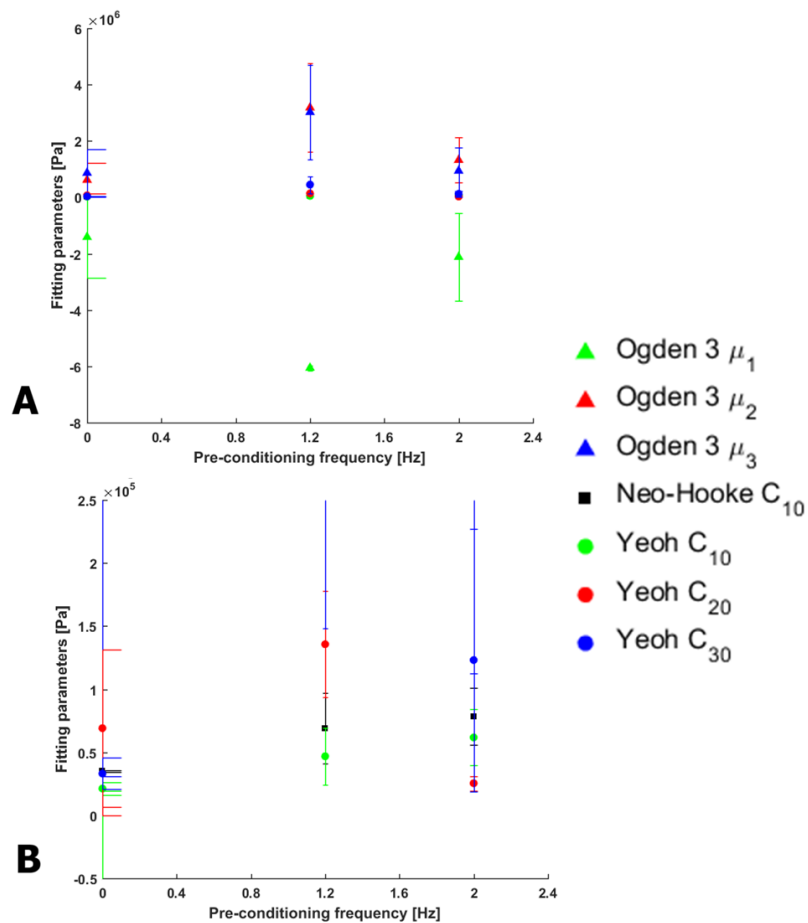 ×10⁶
6
4
2
0
-2
-4
-6
-8
Fitting parameters [Pa]
0 0.4 0.8 1.2 1.6 2 2.4
Pre-conditioning frequency [Hz]
A
Ogden 3 μ₁
Ogden 3 μ₂
Ogden 3 μ₃
Neo-Hooke C₁₀
Yeoh C₁₀
Yeoh C₂₀
Yeoh C₃₀
×10⁵
2.5
2
1.5
1
0.5
0
-0.5
Fitting parameters [Pa]
0 0.4 0.8 1.2 1.6 2 2.4
Pre-conditioning frequency [Hz]
B